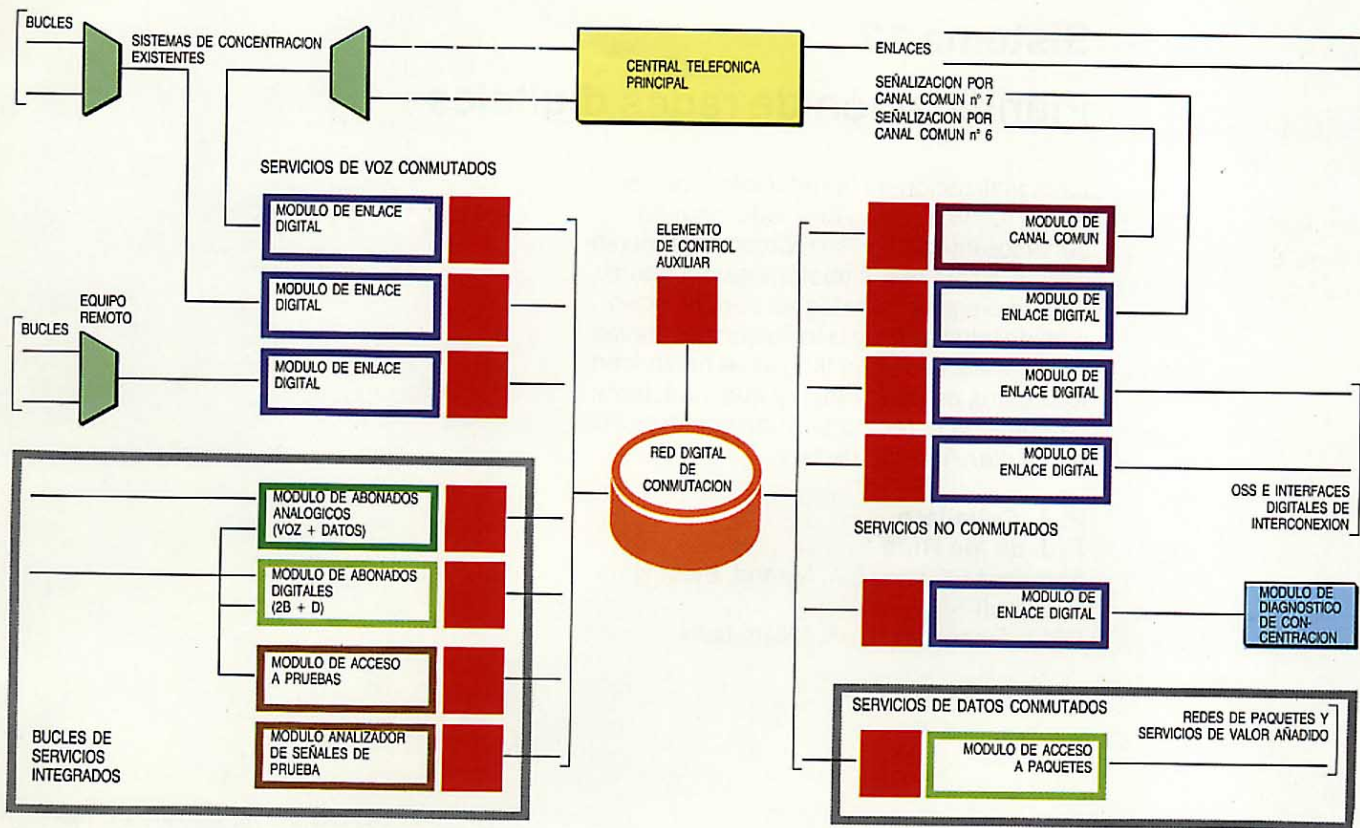 BUCLES
SISTEMAS DE CONCENTRACION
EXISTENTES
CENTRAL TELEFONICA
PRINCIPAL
ENLACES
SEÑALIZACION POR
CANAL COMUN n° 7
SEÑALIZACION POR
CANAL COMUN n° 6
SERVICIOS DE VOZ CONMUTADOS
MODULO DE ENLACE
DIGITAL
MODULO DE ENLACE
DIGITAL
MODULO DE ENLACE
DIGITAL
EQUIPO
REMOTO
BUCLES
ELEMENTO
DE CONTROL
AUXILIAR
RED DIGITAL
DE
CONMUTACION
MODULO DE
CANAL COMUN
MODULO DE
ENLACE DIGITAL
MODULO DE
ENLACE DIGITAL
MODULO DE
ENLACE DIGITAL
OSS E INTERFACES
DIGITALES DE
INTERCONEXION
SERVICIOS NO CONMUTADOS
MODULO DE
ENLACE DIGITAL
MODULO DE
DIAGNOSTICO
DE CON-
CENTRACION
MODULO DE ABONADOS
ANALOGICOS
(VOZ + DATOS)
MODULO DE ABONADOS
DIGITALES
(2B + D)
MODULO DE ACCESO
A PRUEBAS
MODULO ANALIZADOR
DE SEÑALES DE
PRUEBA
BUCLES DE
SERVICIOS
INTEGRADOS
SERVICIOS DE DATOS CONMUTADOS
REDES DE PAQUETES Y
SERVICIOS DE VALOR AÑADIDO
MODULO DE ACCESO
A PAQUETES